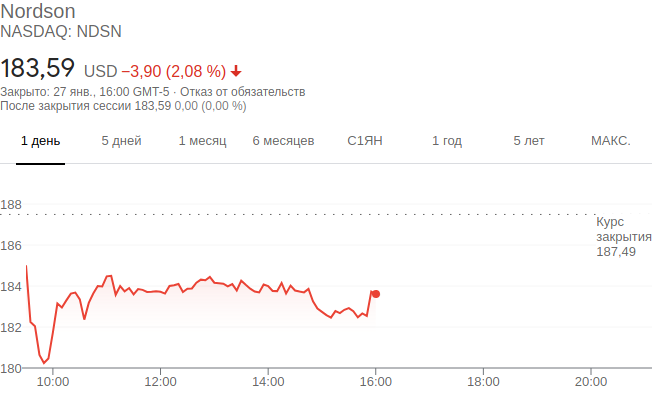 Nordson
NASDAQ: NDSN
183,59 USD −3,90 (2,08 %)
Закрыто: 27 янв., 16:00 GMT-5 · Отказ от обязательств
После закрытия сессии 183,59 0,00 (0,00 %)
1 день 5 дней 1 месяц 6 месяцев С1ЯН 1 год 5 лет МАКС.
188
Курс
закрытия
186
187,49
184
182
180
10:00 12:00 14:00 16:00 18:00 20:00